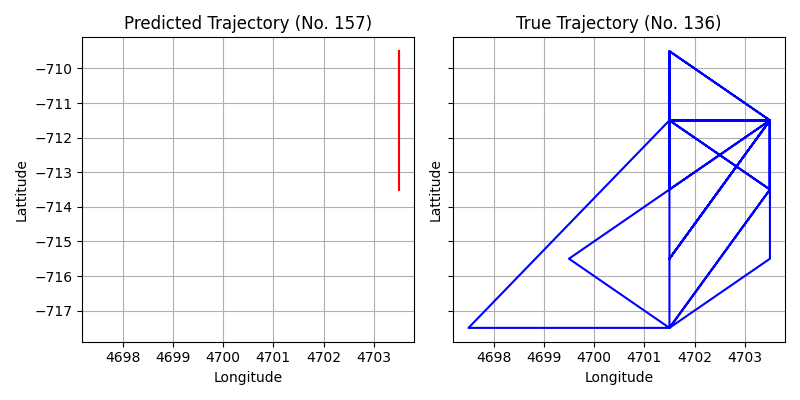 Predicted Trajectory (No. 157)
Lattitude
−710
−711
−712
−713
−714
−715
−716
−717
4698 4699 4700 4701 4702 4703
Longitude
True Trajectory (No. 136)
Lattitude
4698 4699 4700 4701 4702 4703
Longitude